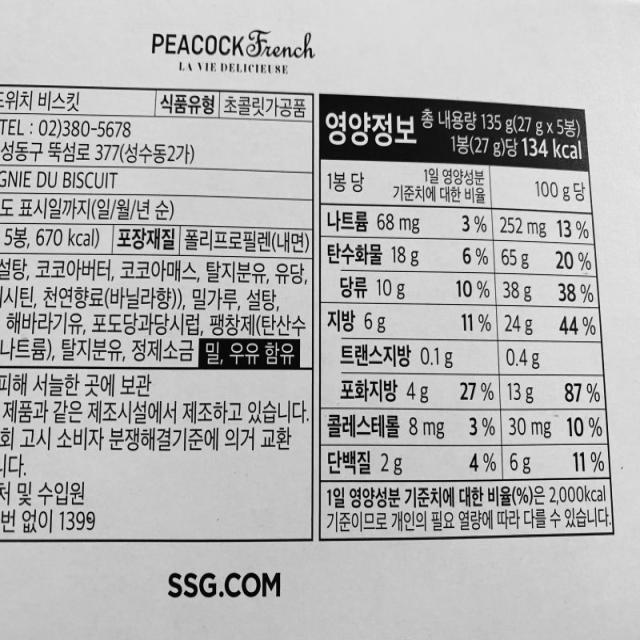 PEACOCK French
LA VIE DELICIEUSE
드위치 비스킷 식품유형 초콜릿가공품
TEL : 02)380-5678
성동구 뚝섬로 377(성수동2가)
GNIE DU BISCUIT
도 표시일까지(일/월/년 순)
5봉, 670 kcal) 포장재질 폴리프로필렌(내면)
설탕, 코코아버터, 코코아매스, 탈지분유, 유당,
시틴, 천연향료(바닐라향)), 밀가루, 설탕,
해바라기유, 포도당과당시럽, 팽창제(탄산수
나트륨), 탈지분유, 정제소금 밀, 우유 함유
피해 서늘한 곳에 보관
제품과 같은 제조시설에서 제조하고 있습니다.
회 고시 소비자 분쟁해결기준에 의거 교환
니다.
처 및 수입원
번 없이 1399
영양정보 총 내용량 135 g(27 g x 5봉)
1봉(27 g)당 134 kcal
1봉 당 1일 영양성분 기준치에 대한 비율 100 g 당
나트륨 68 mg 3 % 252 mg 13 %
탄수화물 18 g 6 % 65 g 20 %
당류 10 g 10 % 38 g 38 %
지방 6 g 11 % 24 g 44 %
트랜스지방 0.1 g 0.4 g
포화지방 4 g 27 % 13 g 87 %
콜레스테롤 8 mg 3 % 30 mg 10 %
단백질 2 g 4 % 6 g 11 %
1일 영양성분 기준치에 대한 비율(%)은 2,000kcal
기준이므로 개인의 필요 열량에 따라 다를 수 있습니다.
SSG.COM